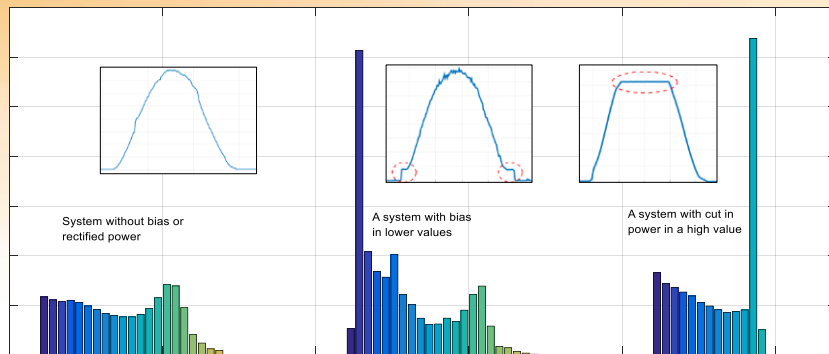 System without bias or
rectified power
A system with bias
in lower values
A system with cut in
power in a high value